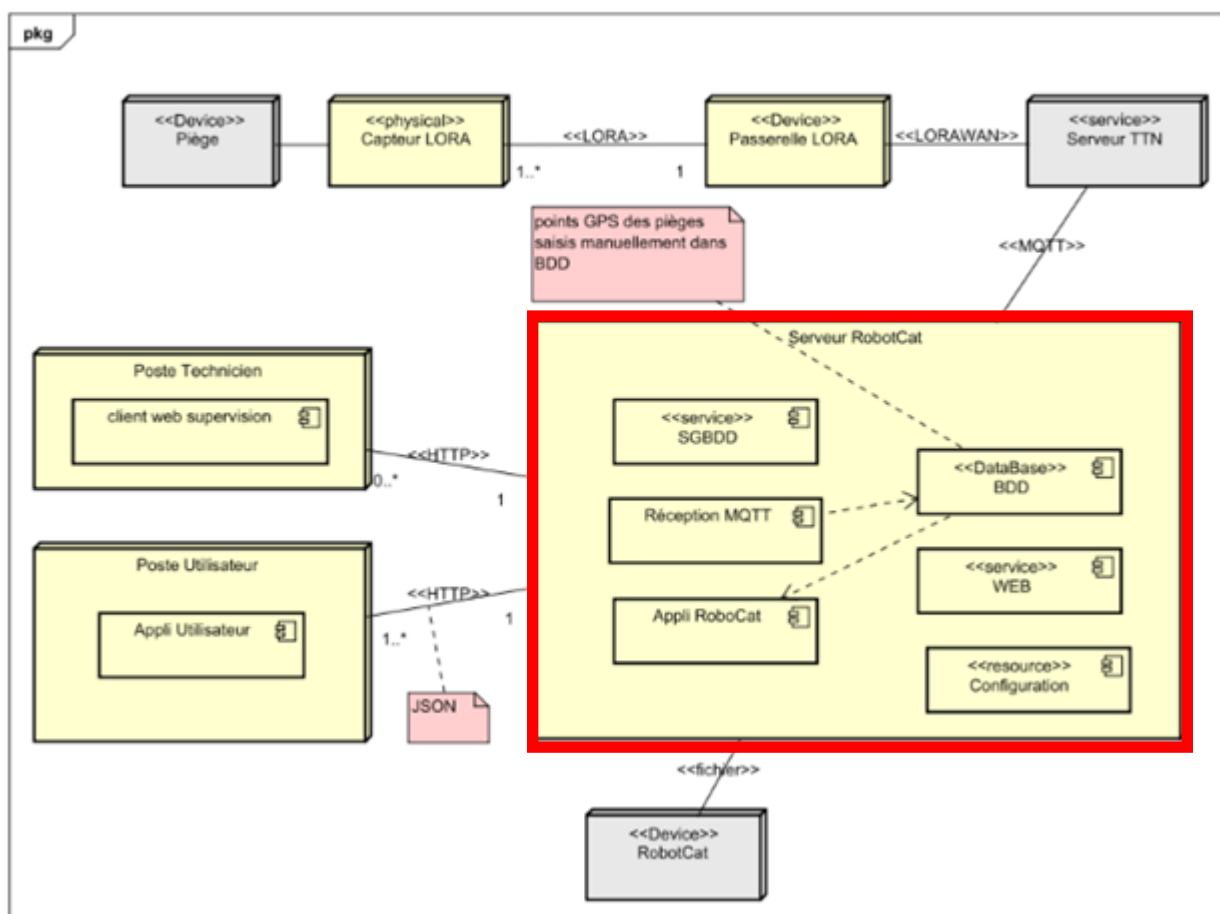 pkg
<<Device>>
Piège
<<physical>>
Capteur LORA
<<LORA>>
1..*
1
<<Device>>
Passerelle LORA
<<LORAWAN>>
<<service>>
Serveur TTN
points GPS des pièges
saisis manuellement dans
BDD
<<MQTT>>
Serveur RobotCat
Poste Technicien
client web supervision
<<HTTP>>
0..*
1
<<service>>
SGBDD
<<DataBase>>
BDD
Réception MQTT
Poste Utilisateur
Appli Utilisateur
<<HTTP>>
1..*
1
JSON
<<service>>
WEB
Appli RoboCat
<<resource>>
Configuration
<<fichier>>
<<Device>>
RobotCat